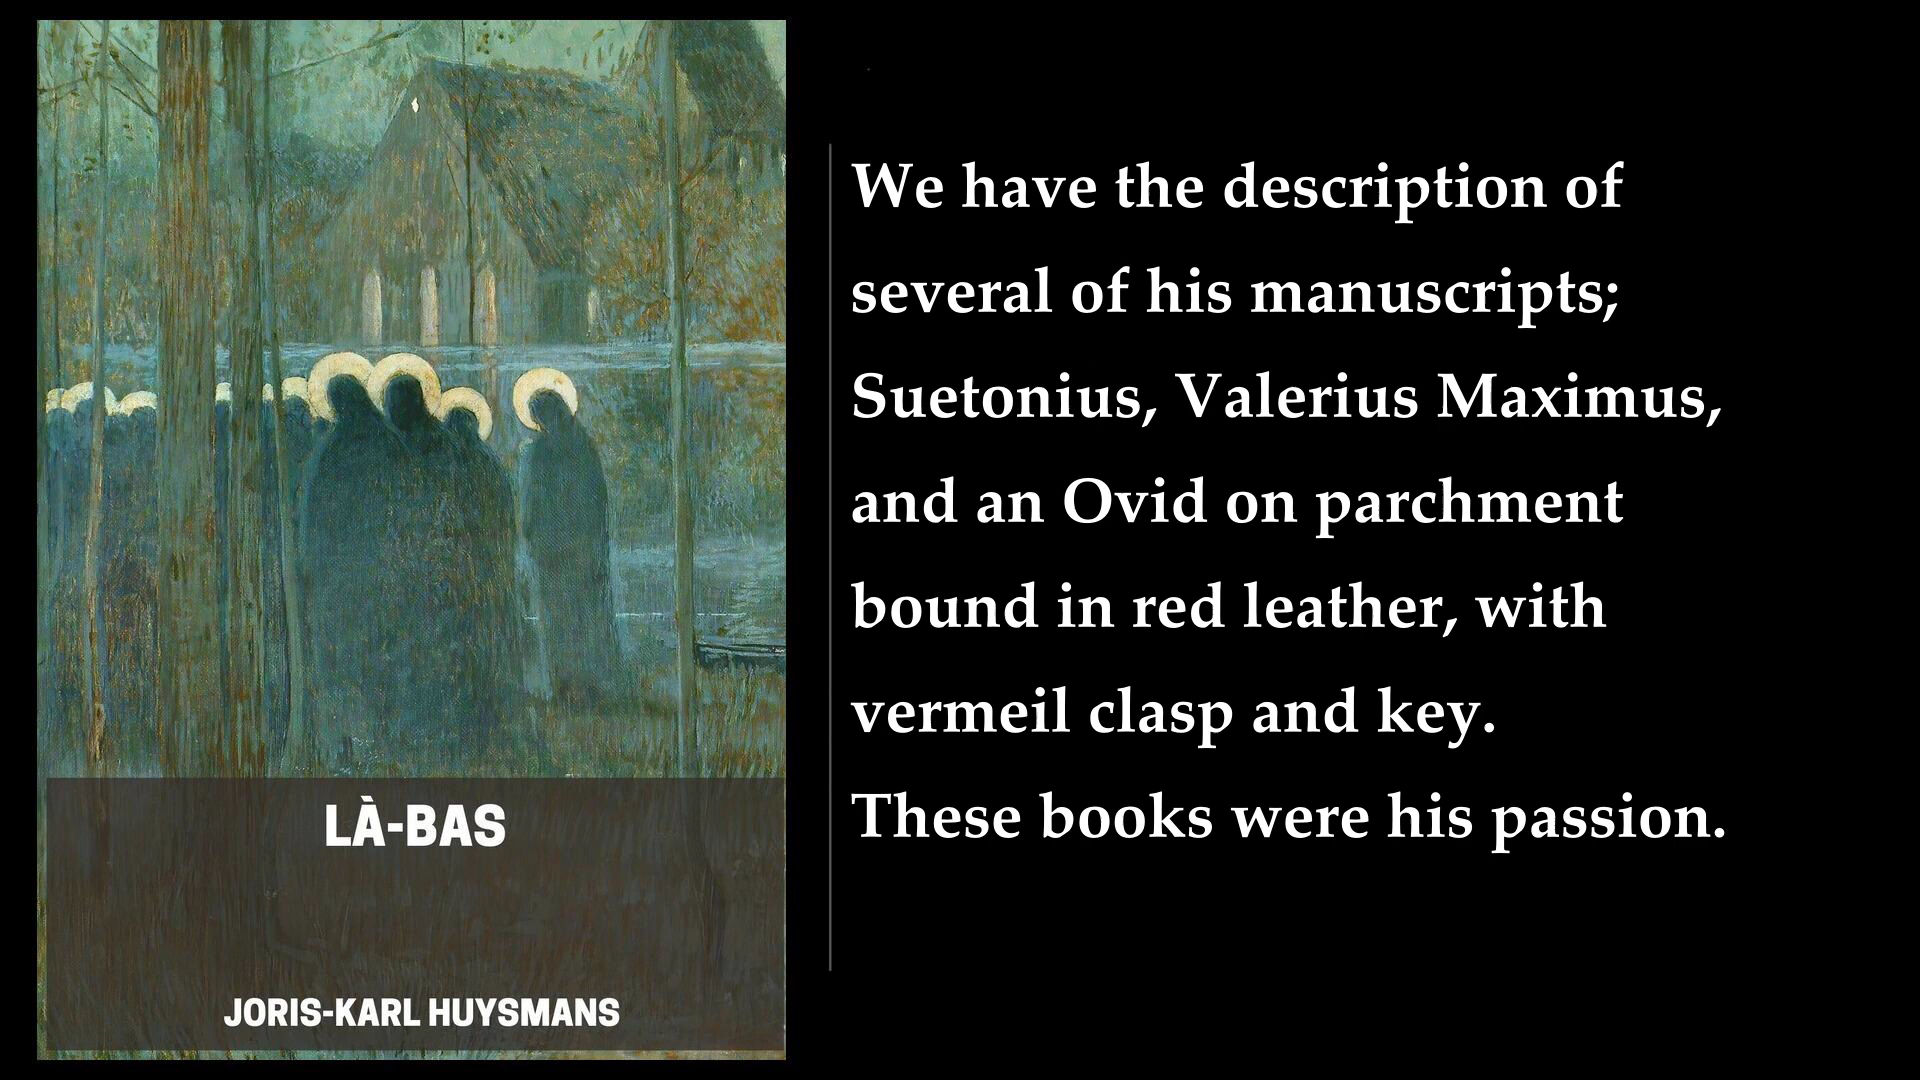 LÀ-BAS
JORIS-KARL HUYSMANS
We have the description of
several of his manuscripts;
Suetonius, Valerius Maximus,
and an Ovid on parchment
bound in red leather, with
vermeil clasp and key.
These books were his passion.